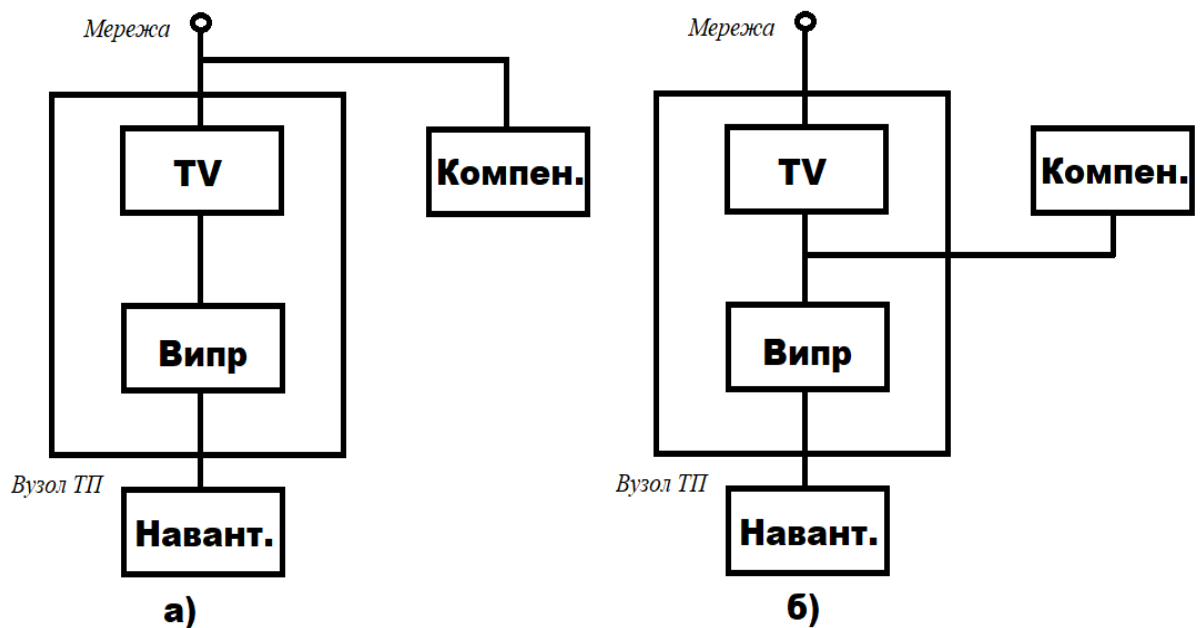 Мережа
TV
Компен.
Випр
Вузол ТП
Навант.
а)
Мережа
TV
Компен.
Випр
Вузол ТП
Навант.
б)